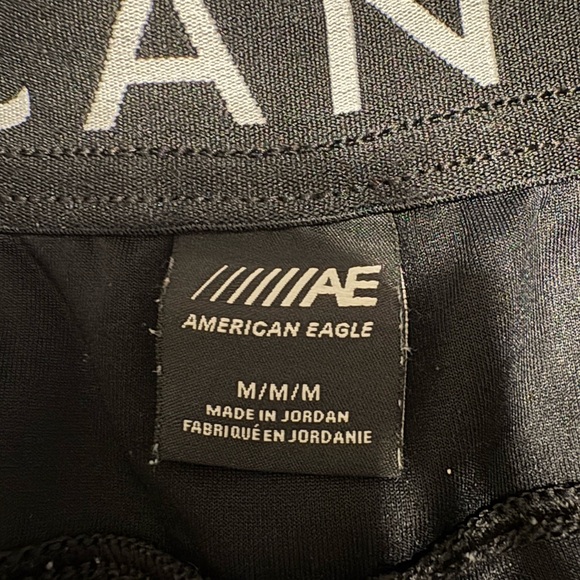 CAN
AE
AMERICAN EAGLE
M/M/M
MADE IN JORDAN
FABRIQUÉ EN JORDANIE